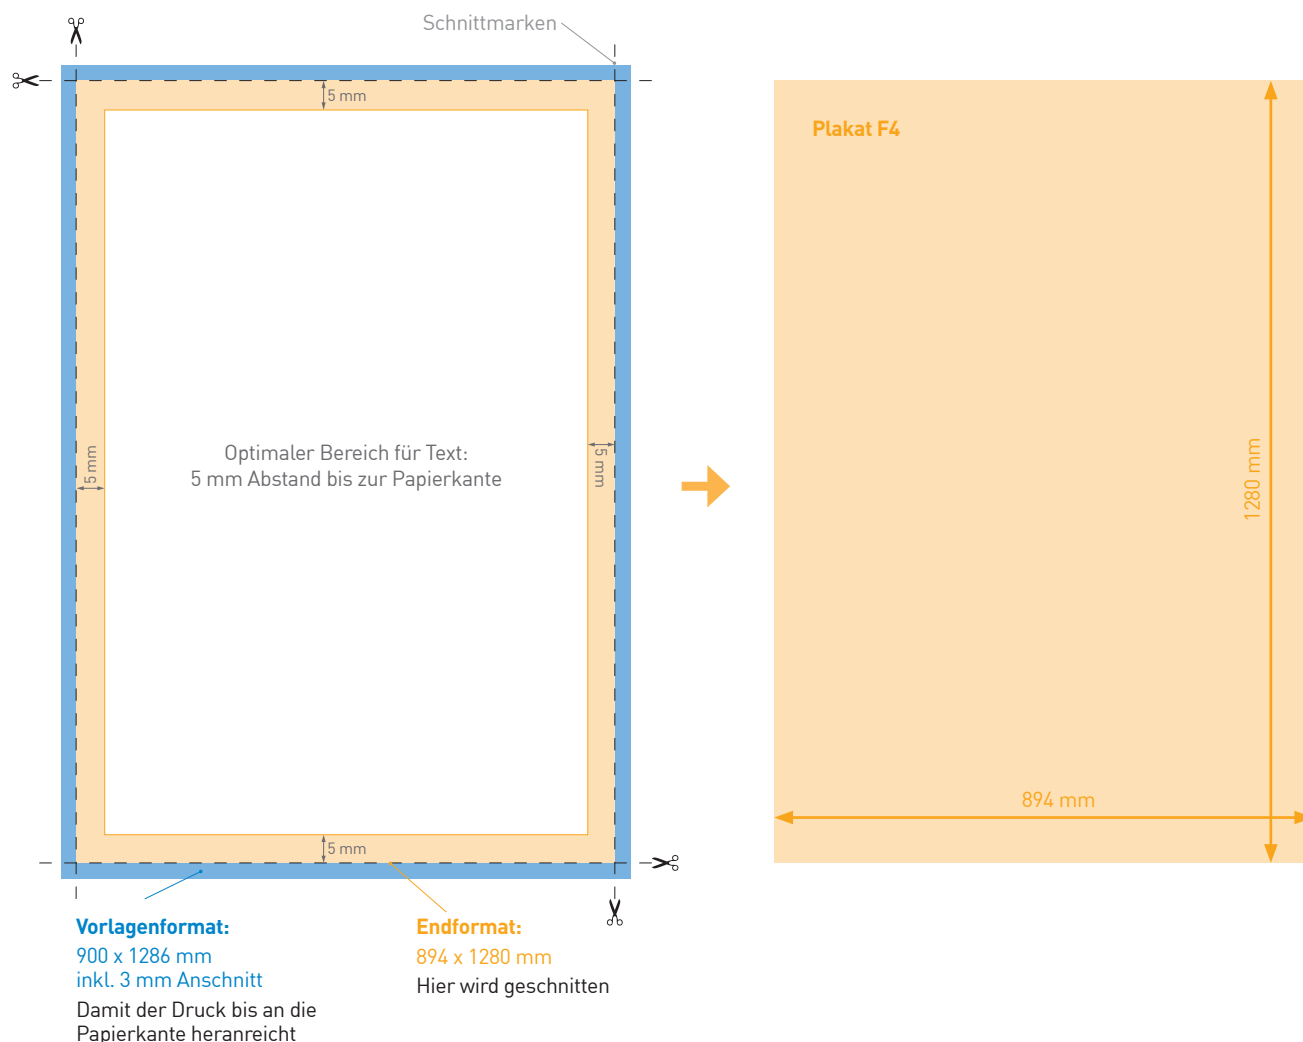 Schnittmarken
5 mm
Plakat F4
Optimaler Bereich für Text:
5 mm Abstand bis zur Papierkante
5 mm
5 mm
1280 mm
894 mm
5 mm
Vorlagenformat:
900 x 1286 mm
inkl. 3 mm Anschnitt
Damit der Druck bis an die
Papierkante heranreicht
Endformat:
894 x 1280 mm
Hier wird geschnitten